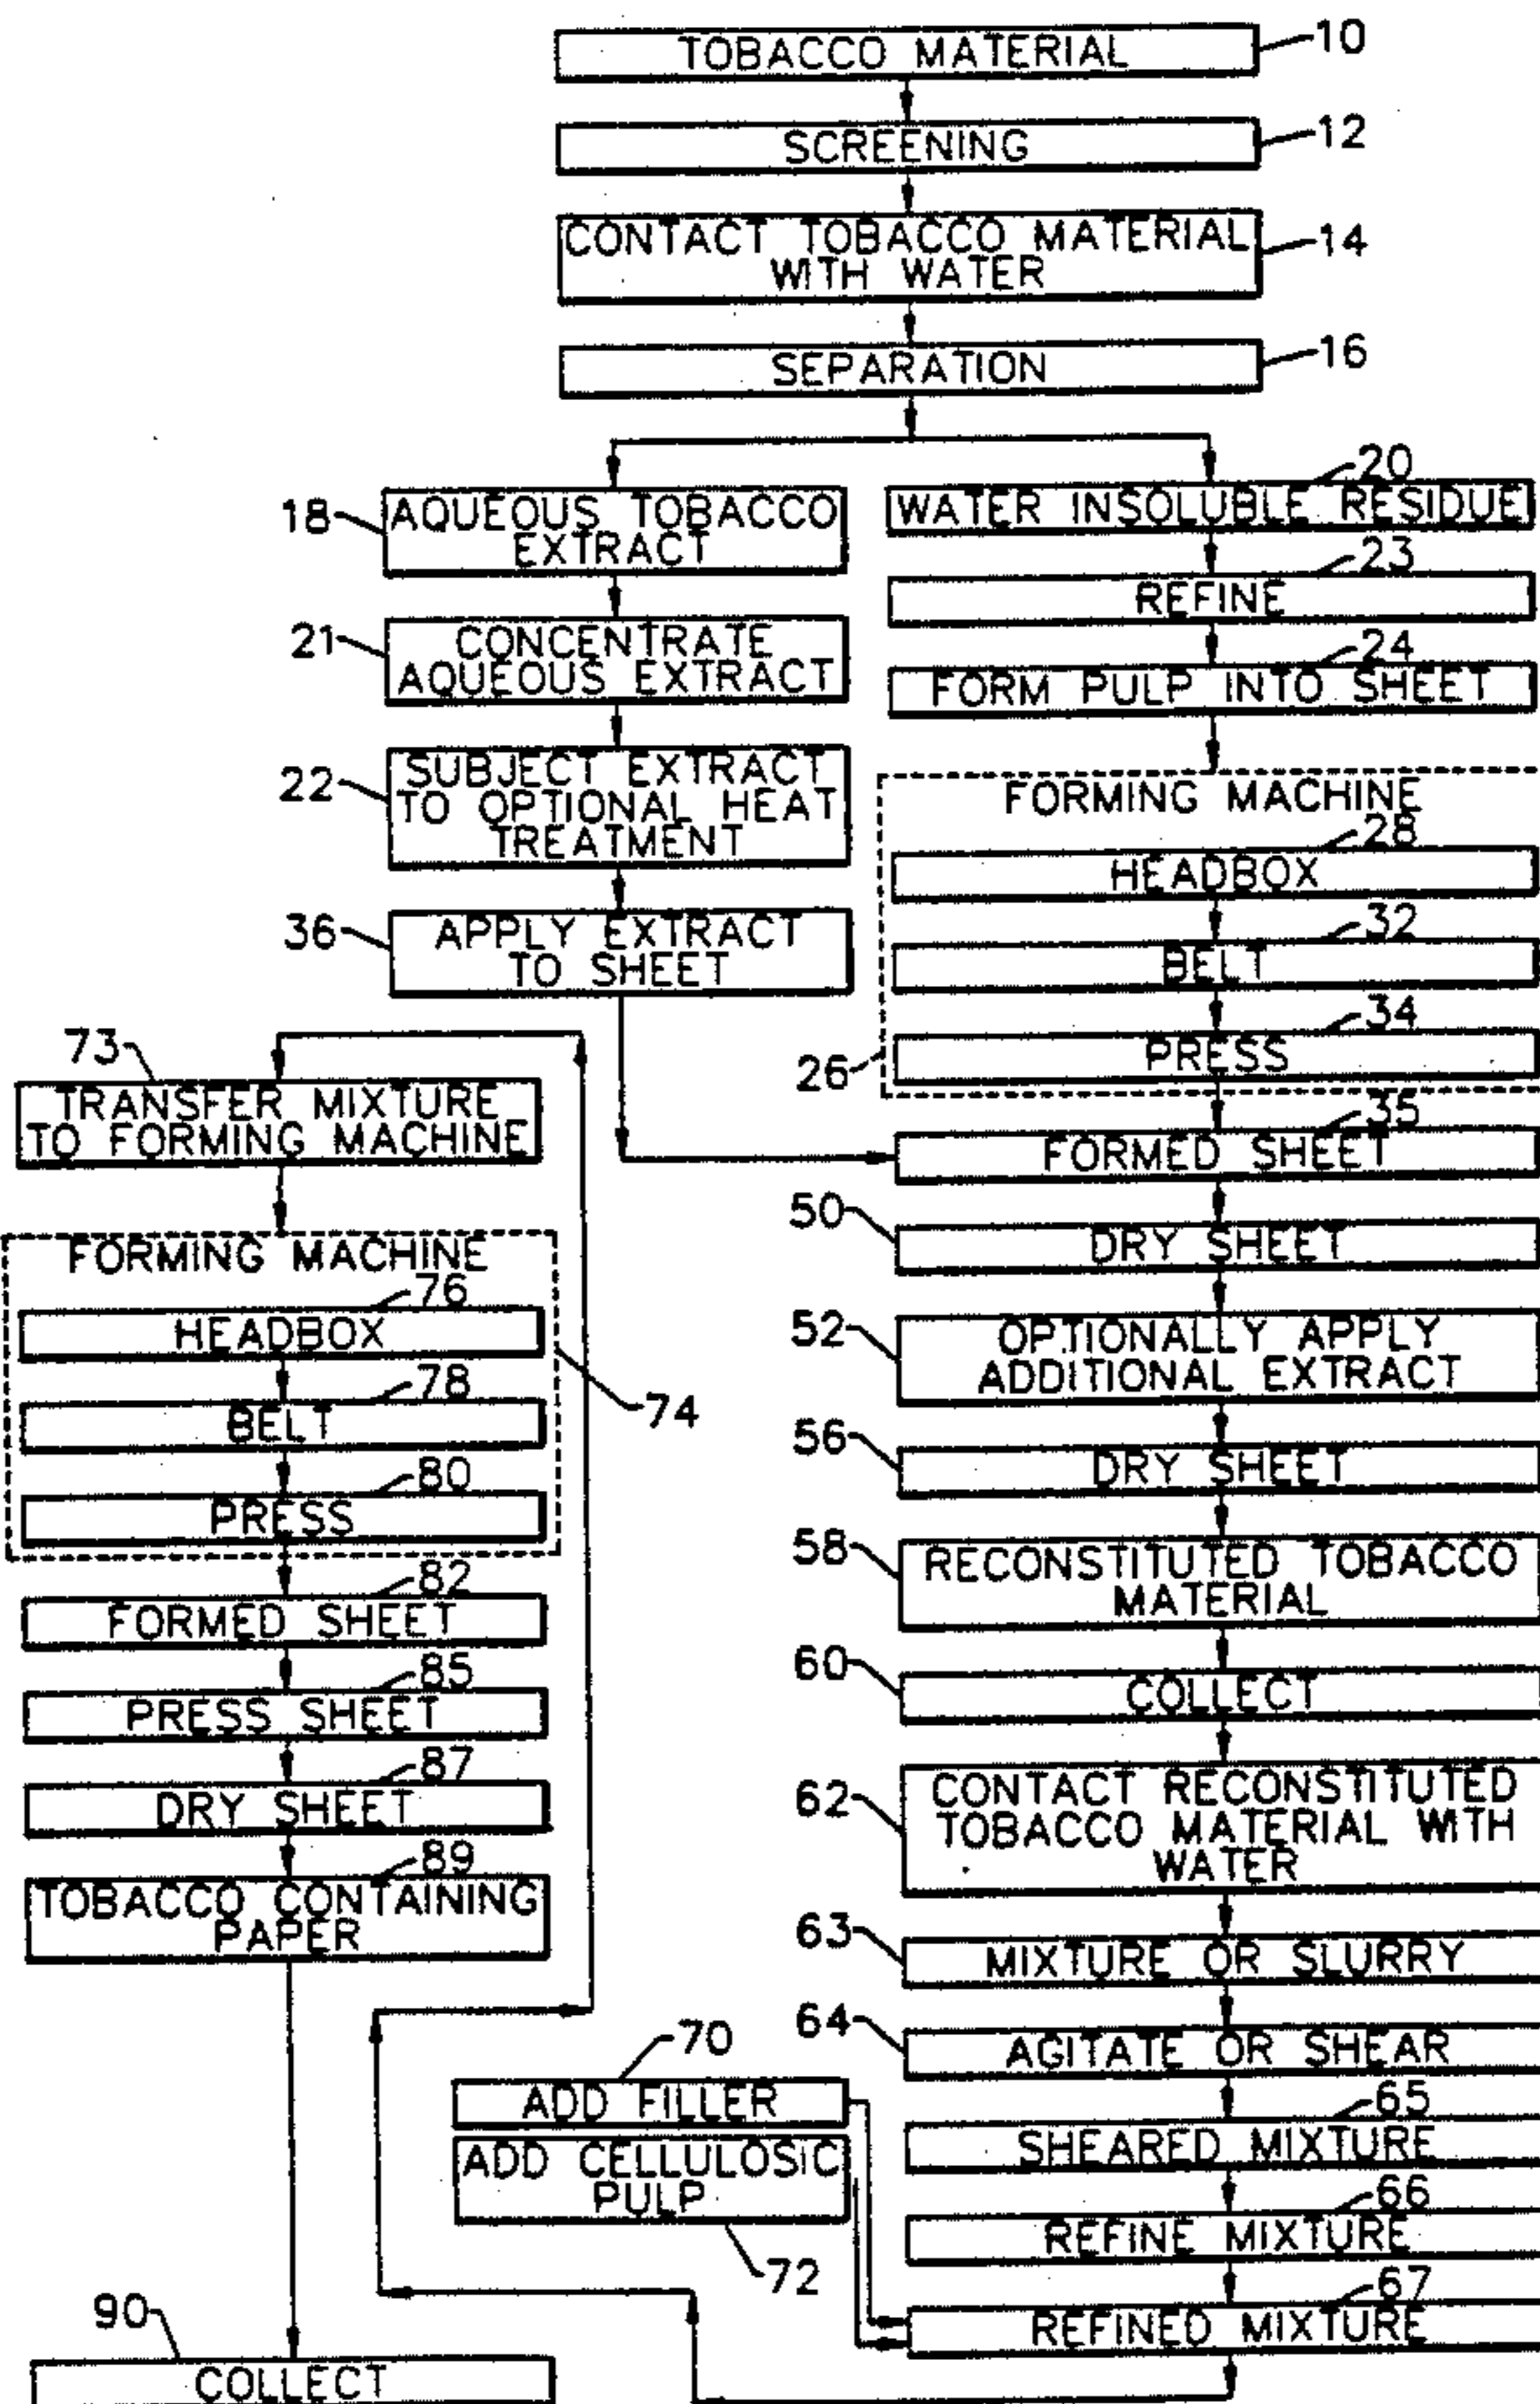 TOBACCO MATERIAL
10
SCREENING
12
CONTACT TOBACCO MATERIAL
WITH WATER
14
SEPARATION
16
18
AQUEOUS TOBACCO
EXTRACT
21
CONCENTRATE
AQUEOUS EXTRACT
22
SUBJECT EXTRACT
TO OPTIONAL HEAT
TREATMENT
36
APPLY EXTRACT
TO SHEET
20
WATER INSOLUBLE RESIDUE
23
REFINE
24
FORM PULP INTO SHEET
FORMING MACHINE
28
HEADBOX
32
BELT
34
PRESS
26
35
FORMED SHEET
50
DRY SHEET
52
OPTIONALLY APPLY
ADDITIONAL EXTRACT
56
DRY SHEET
58
RECONSTITUTED TOBACCO
MATERIAL
60
COLLECT
62
CONTACT RECONSTITUTED
TOBACCO MATERIAL WITH
WATER
63
MIXTURE OR SLURRY
64
AGITATE OR SHEAR
65
SHEARED MIXTURE
66
REFINE MIXTURE
67
REFINED MIXTURE
70
ADD FILLER
ADD CELLULOSIC
PULP
72
73
TRANSFER MIXTURE
TO FORMING MACHINE
FORMING MACHINE
76
HEADBOX
78
BELT
74
80
PRESS
82
FORMED SHEET
85
PRESS SHEET
87
DRY SHEET
89
TOBACCO CONTAINING
PAPER
90
COLLECT